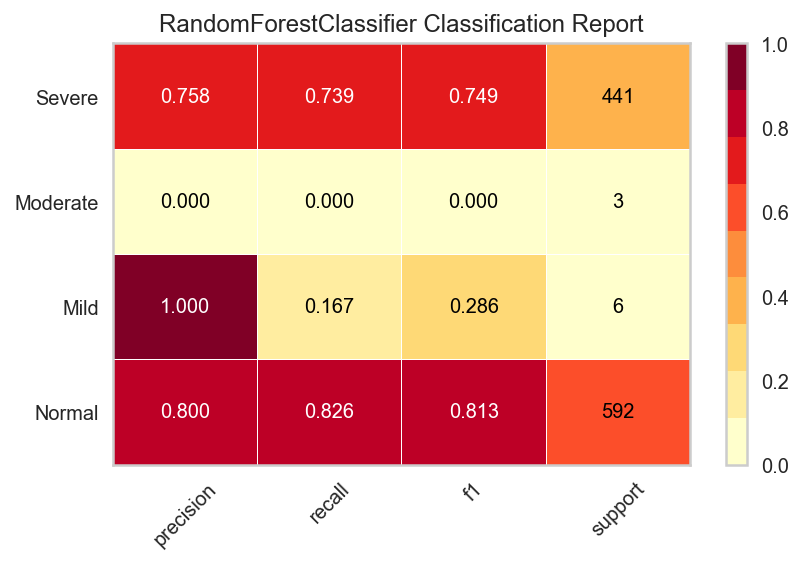 RandomForestClassifier Classification Report
Severe 0.758 0.739 0.749 441
Moderate 0.000 0.000 0.000 3
Mild 1.000 0.167 0.286 6
Normal 0.800 0.826 0.813 592
precision recall f1 support
1.0
0.8
0.6
0.4
0.2
0.0